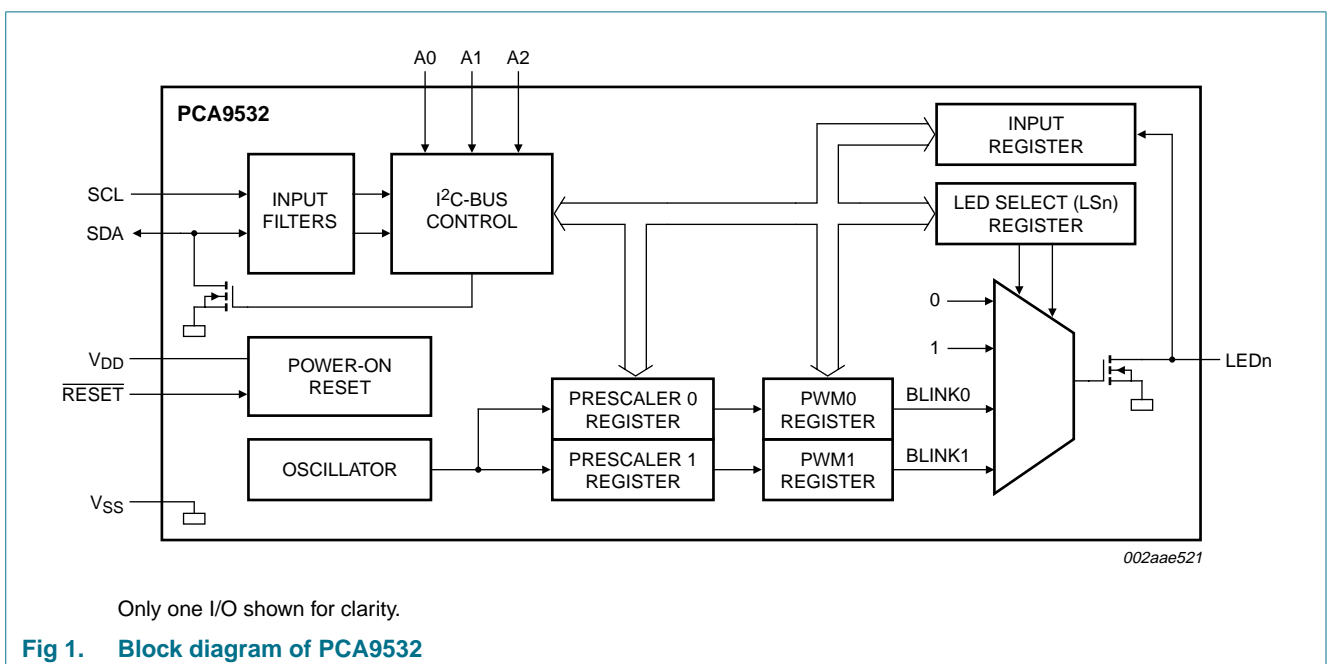 A0 A1 A2
PCA9532
INPUT
REGISTER
SCL
SDA
INPUT
FILTERS
I²C-BUS
CONTROL
LED SELECT (LSn)
REGISTER
0
1
VDD
RESET
POWER-ON
RESET
LEDn
PRESCALER 0
REGISTER
PWM0
REGISTER
BLINK0
OSCILLATOR
PRESCALER 1
REGISTER
PWM1
REGISTER
BLINK1
VSS
002aae521
Only one I/O shown for clarity.
Fig 1. Block diagram of PCA9532